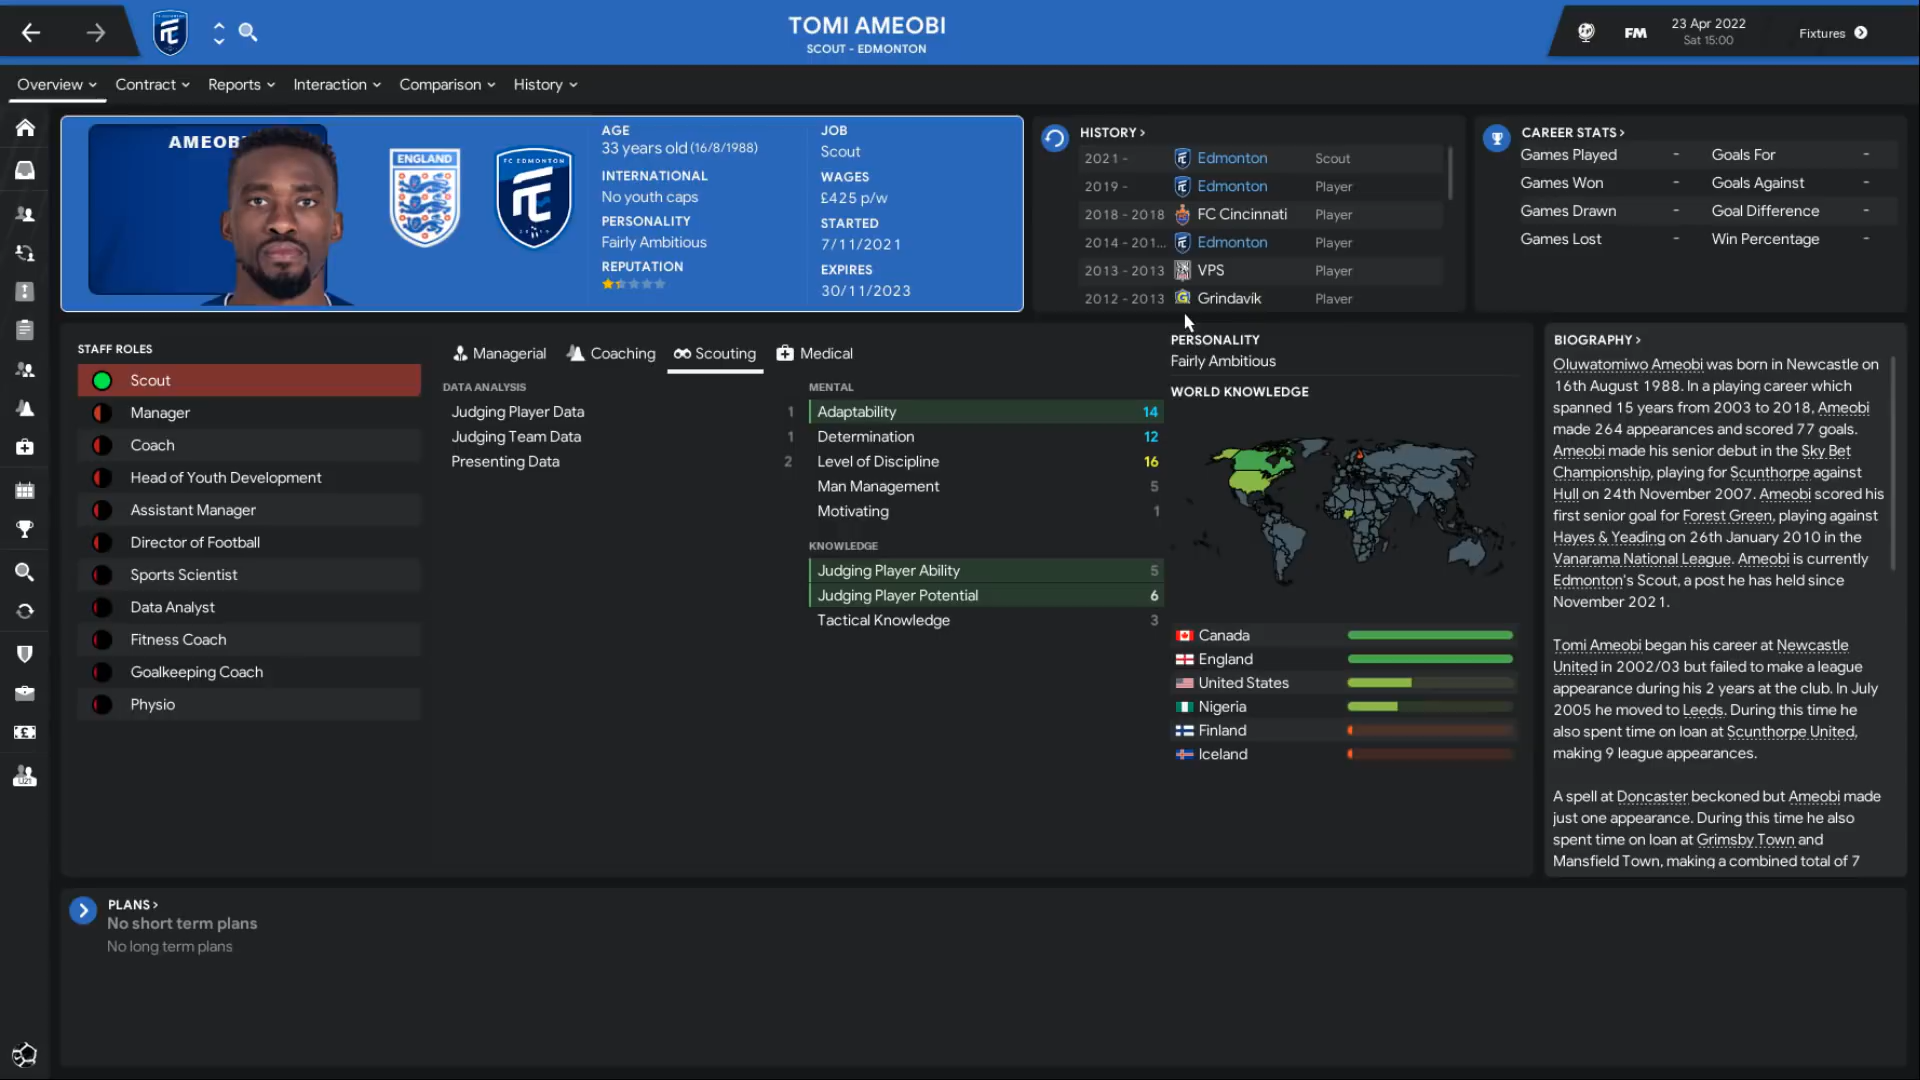 TOMI AMEOBI
SCOUT - EDMONTON
FM
23 Apr 2022
Sat 15:00
Fixtures
Overview
Contract
Reports
Interaction
Comparison
History
AMEOBI
ENGLAND
FC EDMONTON
AGE
33 years old (16/8/1988)
INTERNATIONAL
No youth caps
PERSONALITY
Fairly Ambitious
REPUTATION
JOB
Scout
WAGES
£425 p/w
STARTED
7/11/2021
EXPIRES
30/11/2023
HISTORY >
2021 - Edmonton Scout
2019 - Edmonton Player
2018 - 2018 FC Cincinnati Player
2014 - 201... Edmonton Player
2013 - 2013 VPS Player
2012 - 2013 Grindavik Player
CAREER STATS >
Games Played - Goals For -
Games Won - Goals Against -
Games Drawn - Goal Difference -
Games Lost - Win Percentage -
STAFF ROLES
Scout
Manager
Coach
Head of Youth Development
Assistant Manager
Director of Football
Sports Scientist
Data Analyst
Fitness Coach
Goalkeeping Coach
Physio
Managerial
Coaching
Scouting
Medical
DATA ANALYSIS
Judging Player Data 1
Judging Team Data 1
Presenting Data 2
MENTAL
Adaptability 14
Determination 12
Level of Discipline 16
Man Management 5
Motivating 1
KNOWLEDGE
Judging Player Ability 5
Judging Player Potential 6
Tactical Knowledge 3
PERSONALITY
Fairly Ambitious
WORLD KNOWLEDGE
Canada
England
United States
Nigeria
Finland
Iceland
BIOGRAPHY >
Oluwatomiwo Ameobi was born in Newcastle on
16th August 1988. In a playing career which
spanned 15 years from 2003 to 2018, Ameobi
made 264 appearances and scored 77 goals.
Ameobi made his senior debut in the Sky Bet
Championship, playing for Scunthorpe against
Hull on 24th November 2007. Ameobi scored his
first senior goal for Forest Green, playing against
Hayes & Yeading on 26th January 2010 in the
Vanarama National League. Ameobi is currently
Edmonton's Scout, a post he has held since
November 2021.
Tomi Ameobi began his career at Newcastle
United in 2002/03 but failed to make a league
appearance during his 2 years at the club. In July
2005 he moved to Leeds. During this time he
also spent time on loan at Scunthorpe United,
making 9 league appearances.
A spell at Doncaster beckoned but Ameobi made
just one appearance. During this time he also
spent time on loan at Grimsby Town and
Mansfield Town, making a combined total of 7
PLANS >
No short term plans
No long term plans